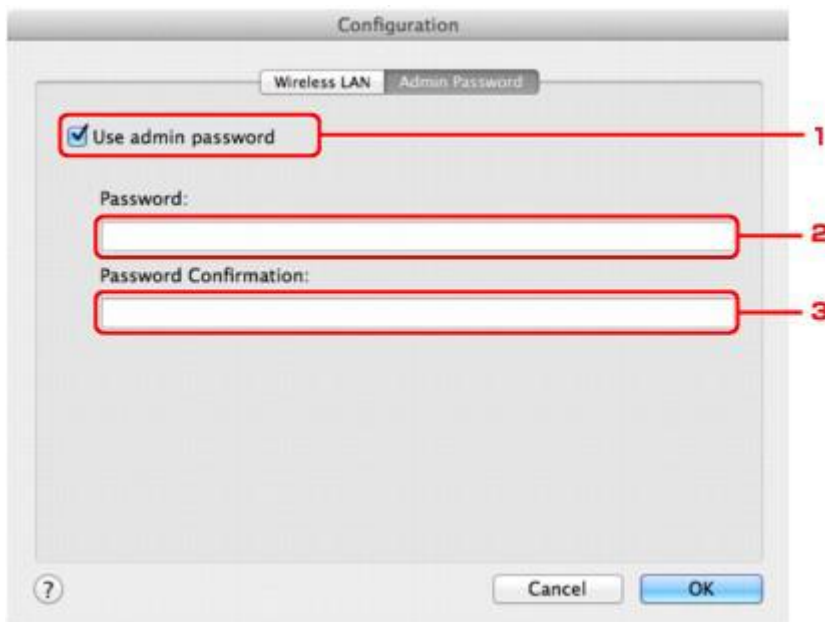 Configuration
Wireless LAN Admin Password
Use admin password 1
Password:
2
Password Confirmation:
3
? Cancel OK